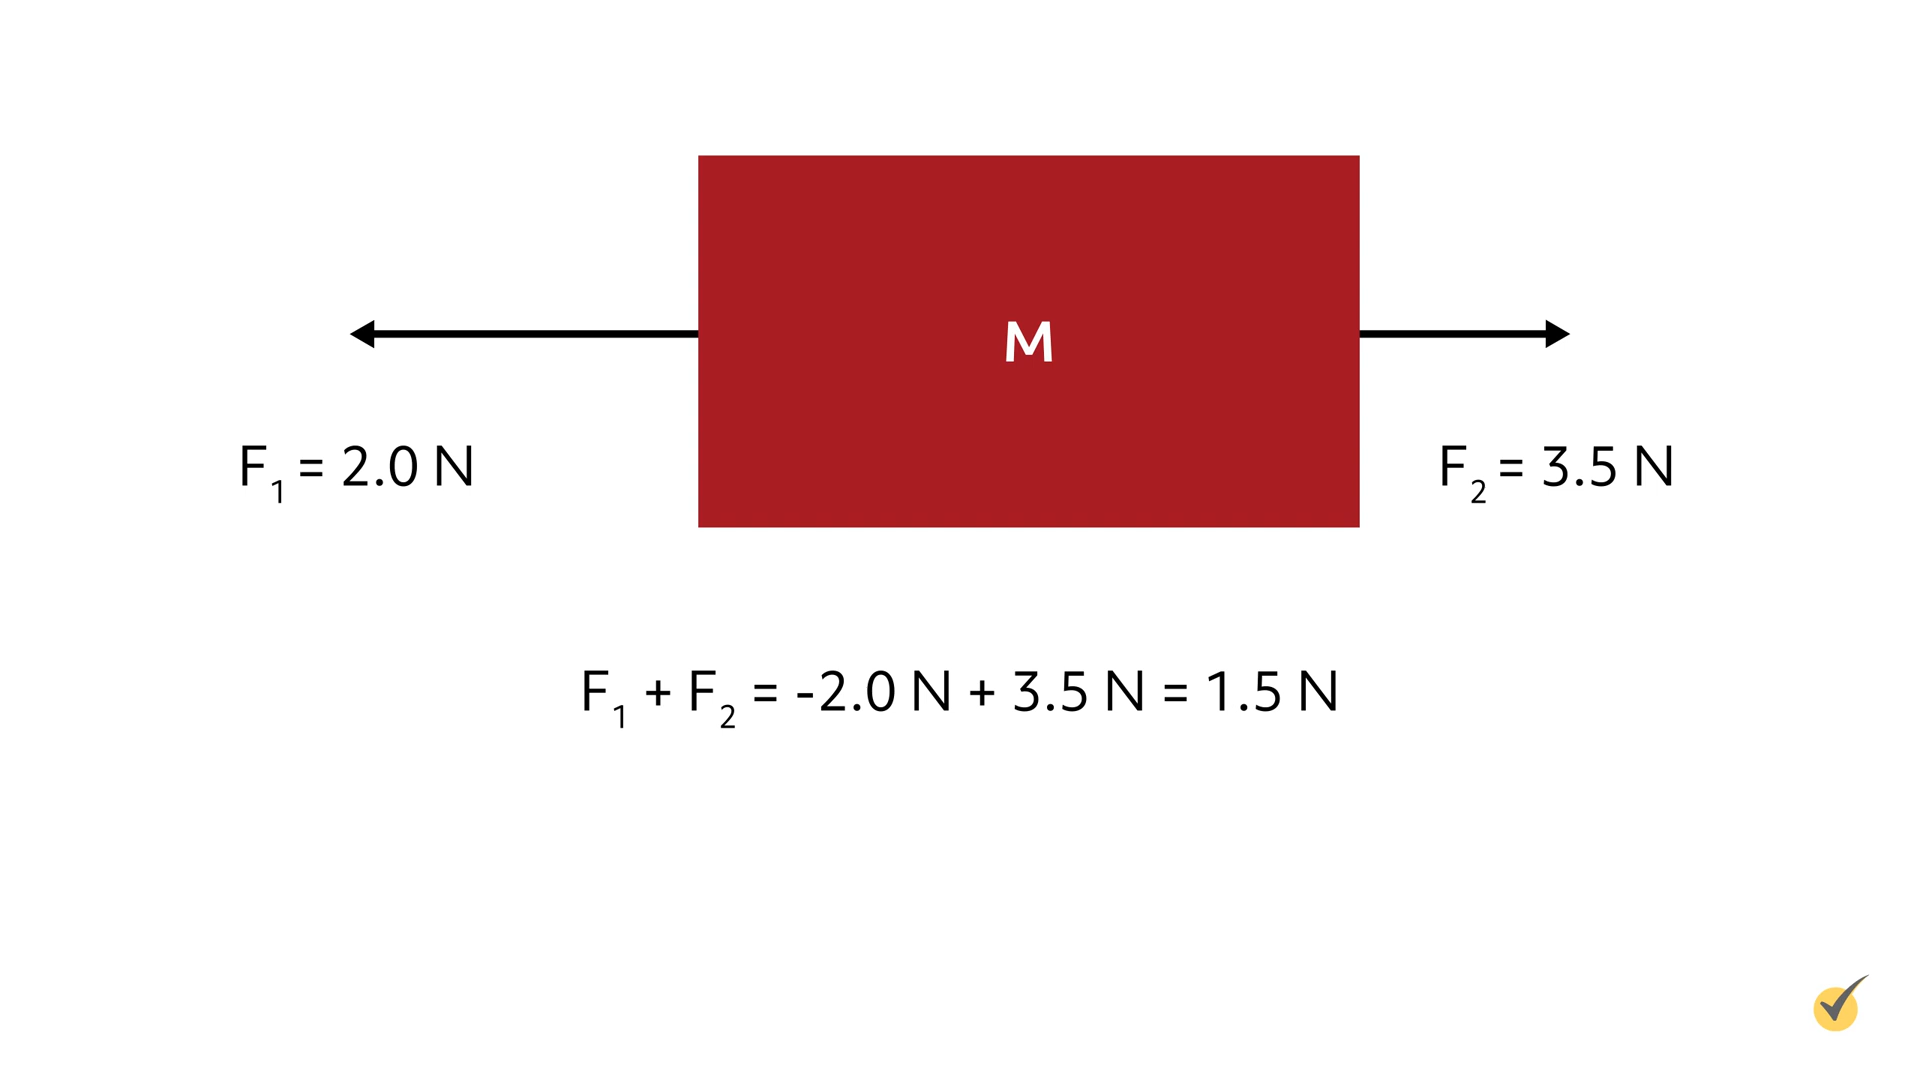 M
F₁ = 2.0 N
F₂ = 3.5 N
F₁ + F₂ = -2.0 N + 3.5 N = 1.5 N